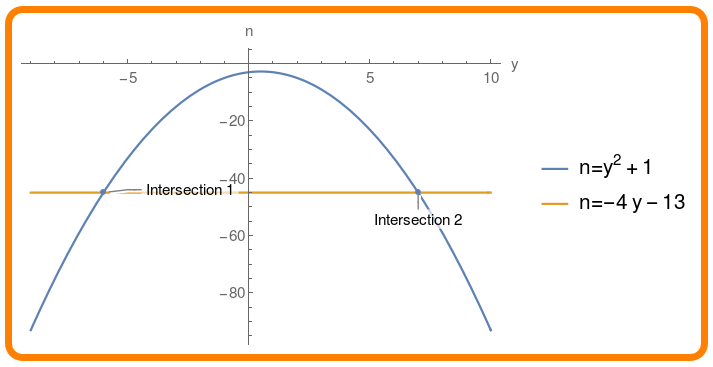 n
y
−5
5
10
−20
−40
−60
−80
Intersection 1
Intersection 2
n=y² + 1
n=−4 y − 13